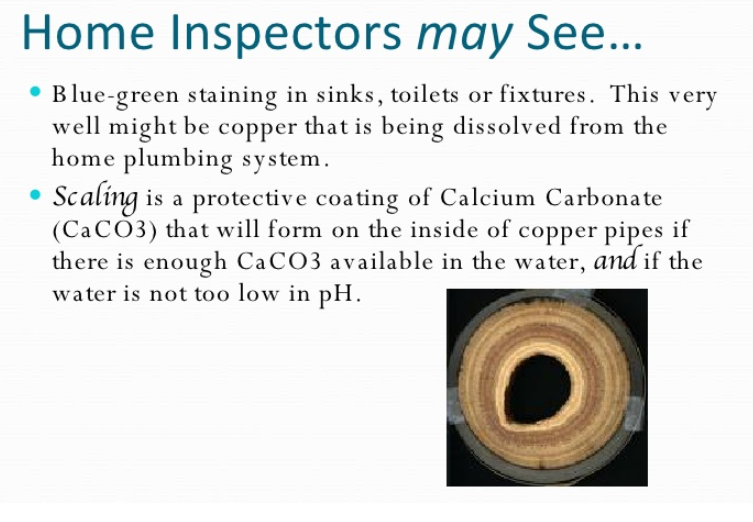 Home Inspectors may See...
• Blue-green staining in sinks, toilets or fixtures. This very
well might be copper that is being dissolved from the
home plumbing system.
• Scaling is a protective coating of Calcium Carbonate
(CaCO3) that will form on the inside of copper pipes if
there is enough CaCO3 available in the water, and if the
water is not too low in pH.